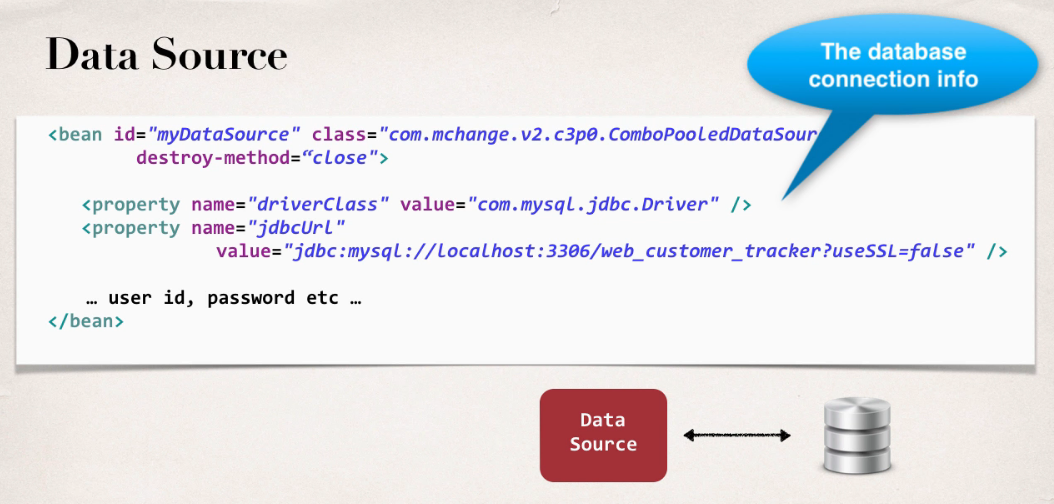 Data Source
The database
connection info
<bean id="myDataSource" class="com.mchange.v2.c3p0.ComboPooledDataSour
destroy-method=“close">
<property name="driverClass" value="com.mysql.jdbc.Driver" />
<property name="jdbcUrl"
value="jdbc:mysql://localhost:3306/web_customer_tracker?useSSL=false" />
… user id, password etc …
</bean>
Data
Source